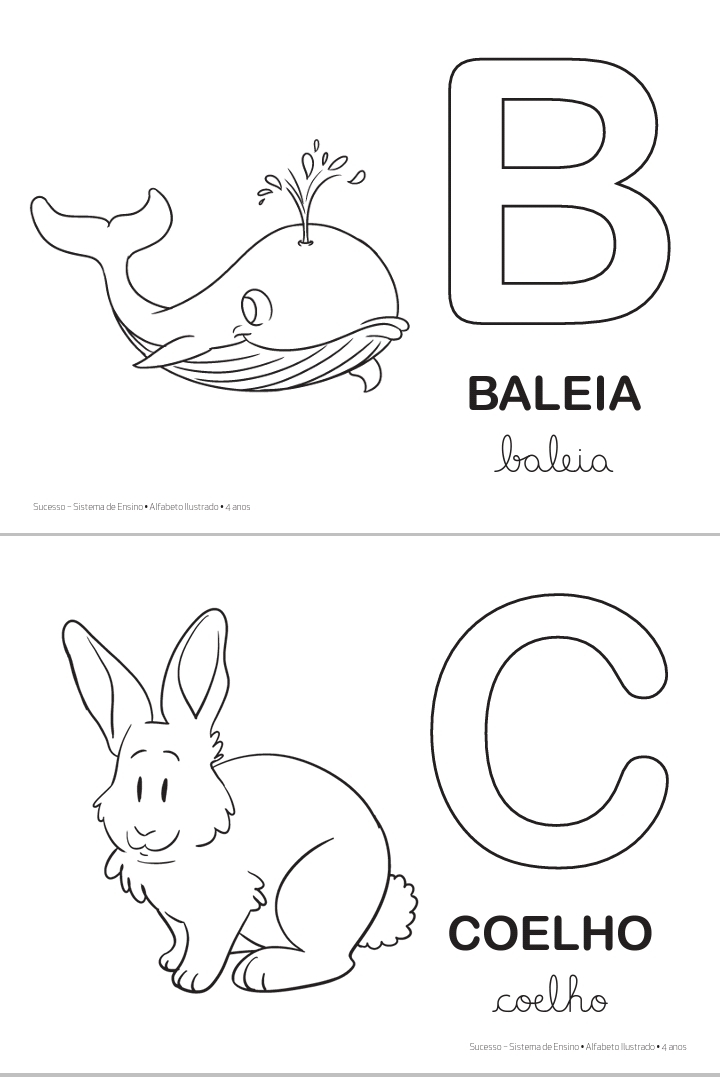 B
BALEIA
baleia
Sucesso - Sistema de Ensino • Alfabeto Ilustrado • 4 anos
C
COELHO
coelho
Sucesso - Sistema de Ensino • Alfabeto Ilustrado • 4 anos